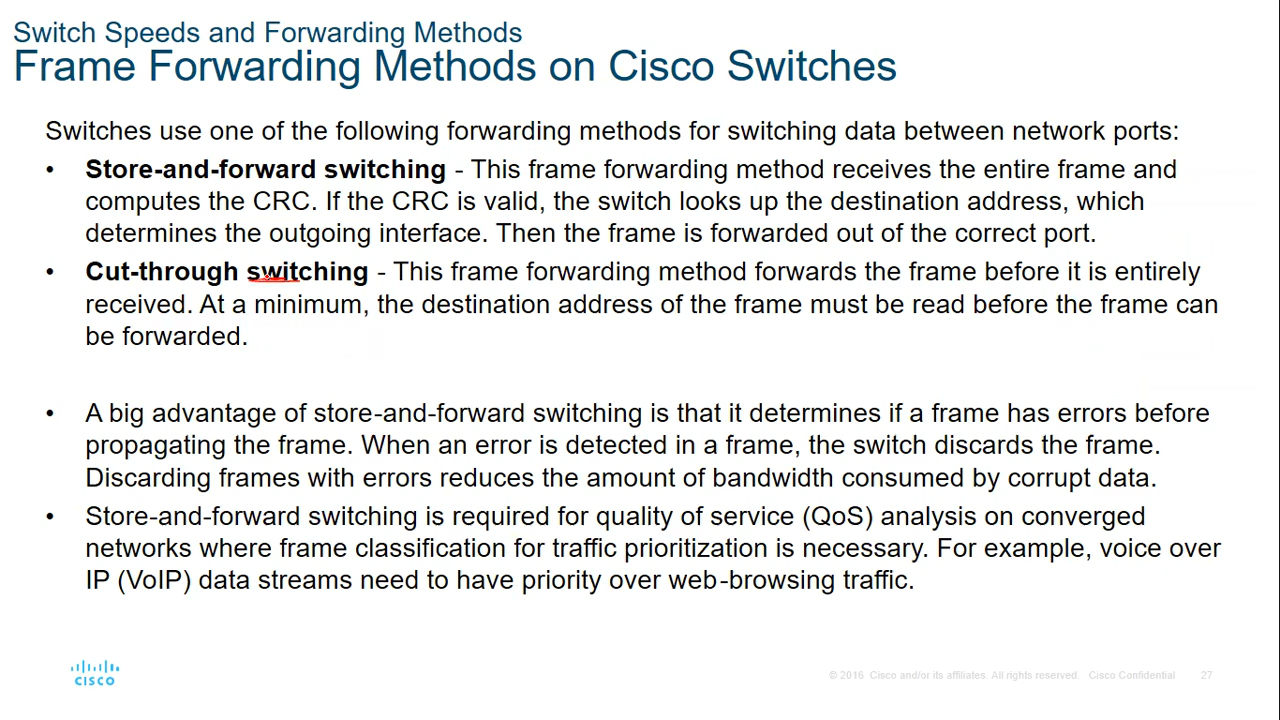 Switch Speeds and Forwarding Methods
Frame Forwarding Methods on Cisco Switches
Switches use one of the following forwarding methods for switching data between network ports:
• Store-and-forward switching - This frame forwarding method receives the entire frame and
computes the CRC. If the CRC is valid, the switch looks up the destination address, which
determines the outgoing interface. Then the frame is forwarded out of the correct port.
• Cut-through switching - This frame forwarding method forwards the frame before it is entirely
received. At a minimum, the destination address of the frame must be read before the frame can
be forwarded.
• A big advantage of store-and-forward switching is that it determines if a frame has errors before
propagating the frame. When an error is detected in a frame, the switch discards the frame.
Discarding frames with errors reduces the amount of bandwidth consumed by corrupt data.
• Store-and-forward switching is required for quality of service (QoS) analysis on converged
networks where frame classification for traffic prioritization is necessary. For example, voice over
IP (VoIP) data streams need to have priority over web-browsing traffic.
CISCO
© 2016 Cisco and/or its affiliates. All rights reserved. Cisco Confidential 27